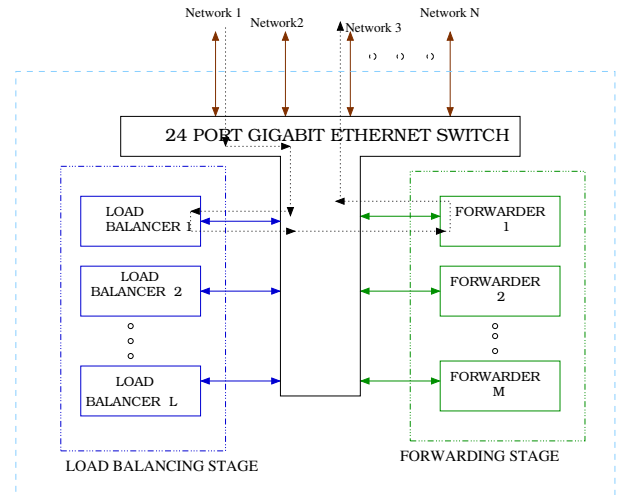 Network 1
Network2
Network 3
Network N
24 PORT GIGABIT ETHERNET SWITCH
LOAD
BALANCER 1
LOAD
BALANCER 2
LOAD
BALANCER L
LOAD BALANCING STAGE
FORWARDER
1
FORWARDER
2
FORWARDER
M
FORWARDING STAGE